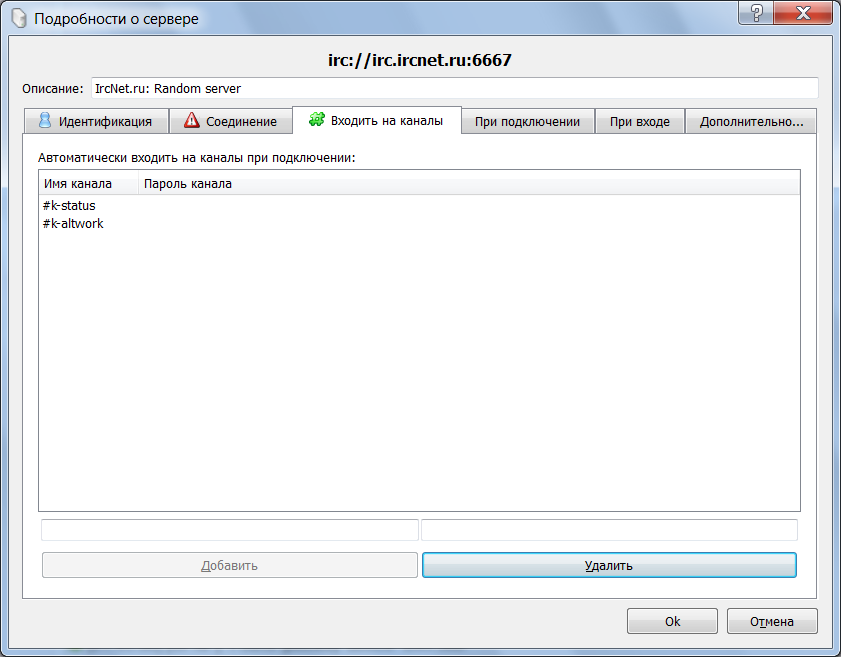 Подробности о сервере
irc://irc.ircnet.ru:6667
Описание: IrcNet.ru: Random server
Идентификация Соединение Входить на каналы При подключении При входе Дополнительно...
Автоматически входить на каналы при подключении:
Имя канала Пароль канала
#k-status
#k-altwork
Добавить Удалить
Ok Отмена